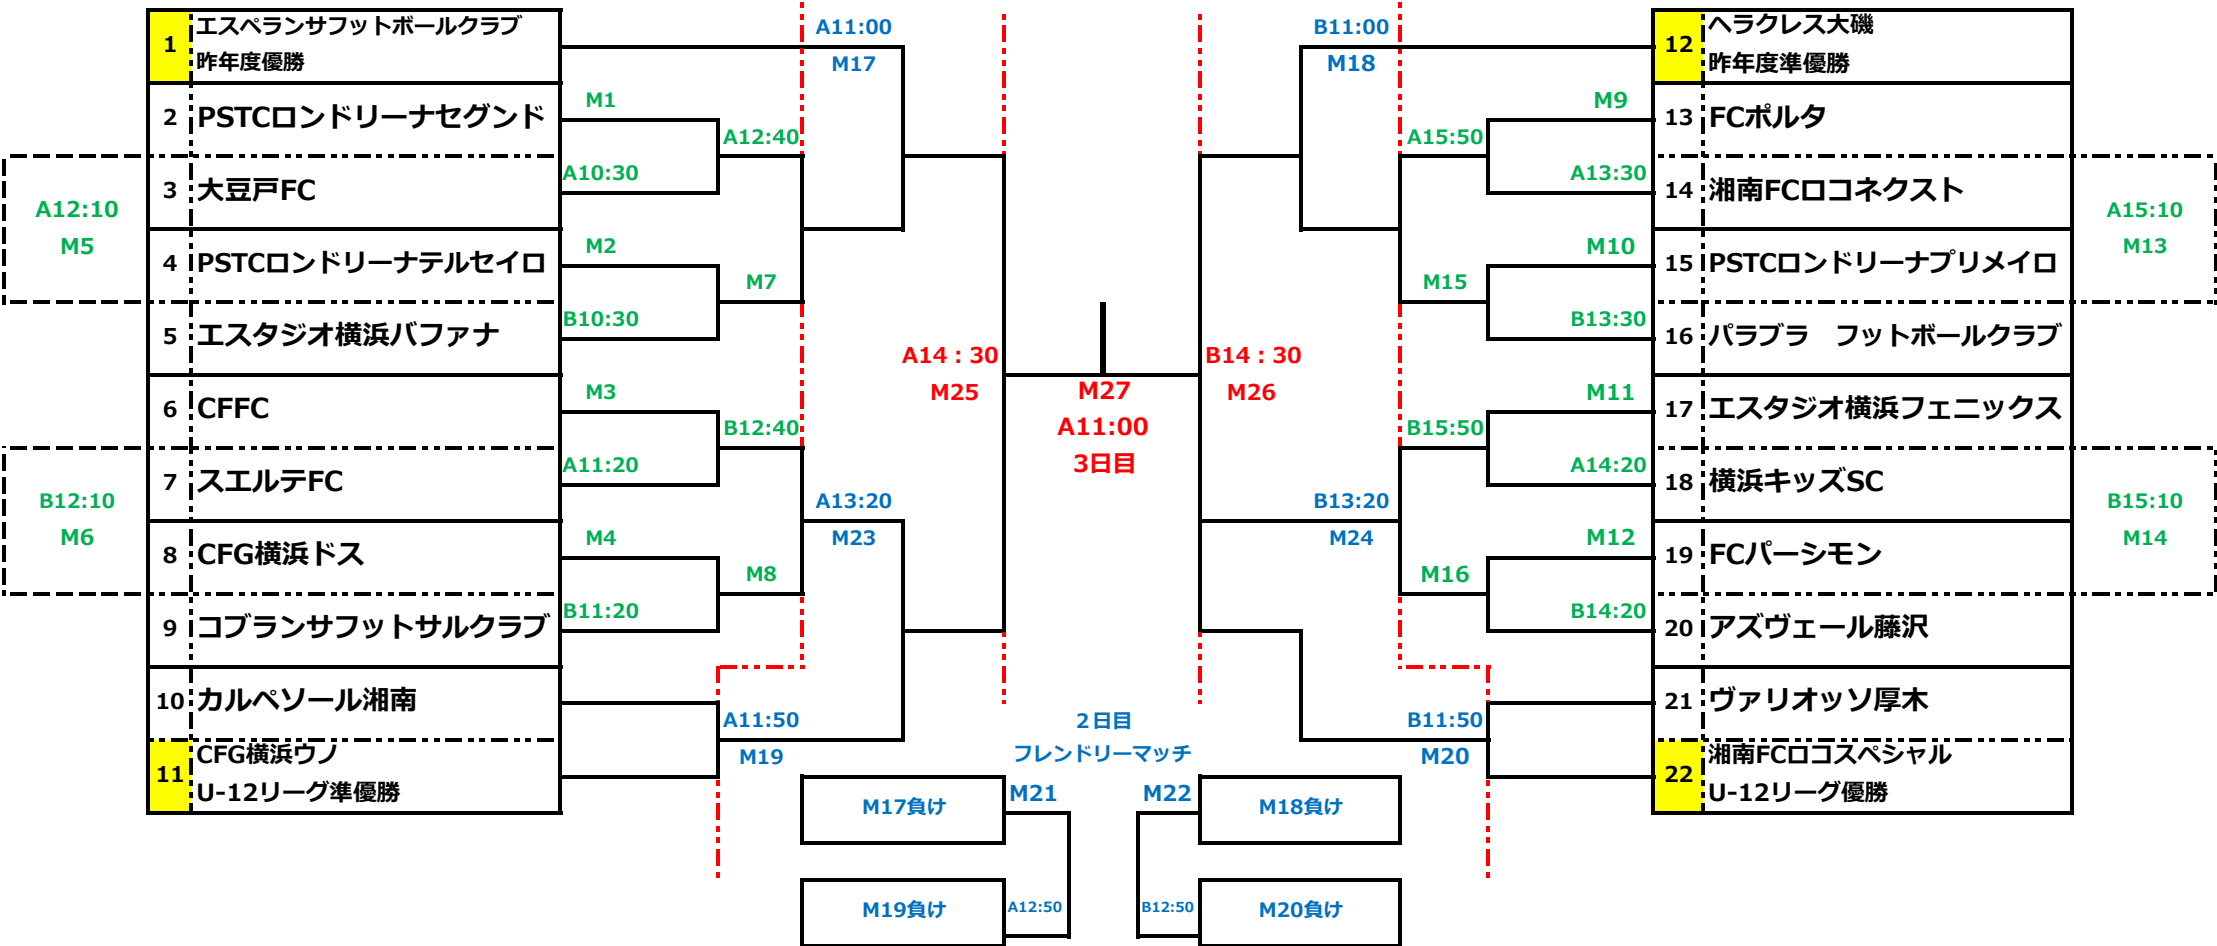 1
エスペランサフットボールクラブ
昨年度優勝
2
PSTCロンドリーナセグンド
3
大豆戸FC
4
PSTCロンドリーナテルセイロ
5
エスタジオ横浜バファナ
6
CFFC
7
スエルテFC
8
CFG横浜ドス
9
コブランサフットサルクラブ
10
カルペソール湘南
11
CFG横浜ウノ
U-12リーグ準優勝
A12:10
M5
B12:10
M6
M1
A10:30
M2
B10:30
M3
A11:20
M4
B11:20
A12:40
M7
B12:40
M8
A11:00
M17
A13:20
M23
A11:50
M19
A14：30
M25
M27
A11:00
3日目
B14：30
M26
B11:00
M18
B13:20
M24
B11:50
M20
A15:50
M15
B15:50
M16
M9
A13:30
M10
B13:30
M11
A14:20
M12
B14:20
12
ヘラクレス大磯
昨年度準優勝
13
FCポルタ
14
湘南FCロコネクスト
15
PSTCロンドリーナプリメイロ
16
パラブラ　フットボールクラブ
17
エスタジオ横浜フェニックス
18
横浜キッズSC
19
FCパーシモン
20
アズヴェール藤沢
21
ヴァリオッソ厚木
22
湘南FCロコスペシャル
U-12リーグ優勝
A15:10
M13
B15:10
M14
２日目
フレンドリーマッチ
M17負け
M21
M22
M18負け
M19負け
A12:50
B12:50
M20負け